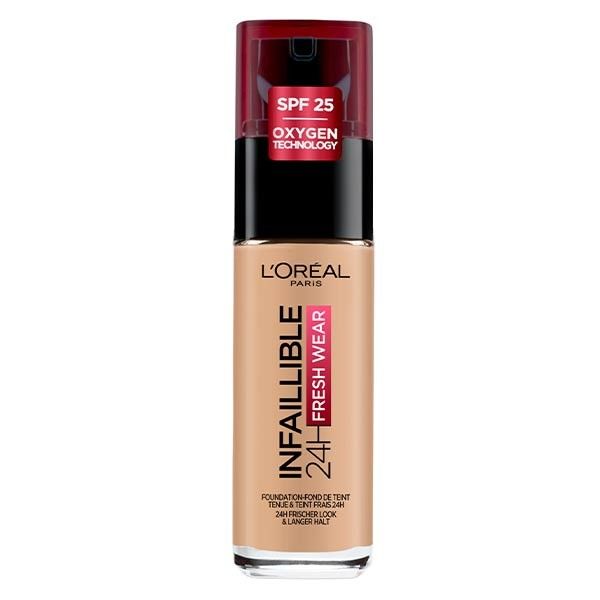 SPF 25
OXYGEN
TECHNOLOGY
L'ORÉAL
PARIS
INFAILLIBLE
24H FRESH WEAR
FOUNDATION-FOND DE TEINT
TENUE & TEINT FRAIS 24H
24H FRISCHER LOOK
& LANGER HALT